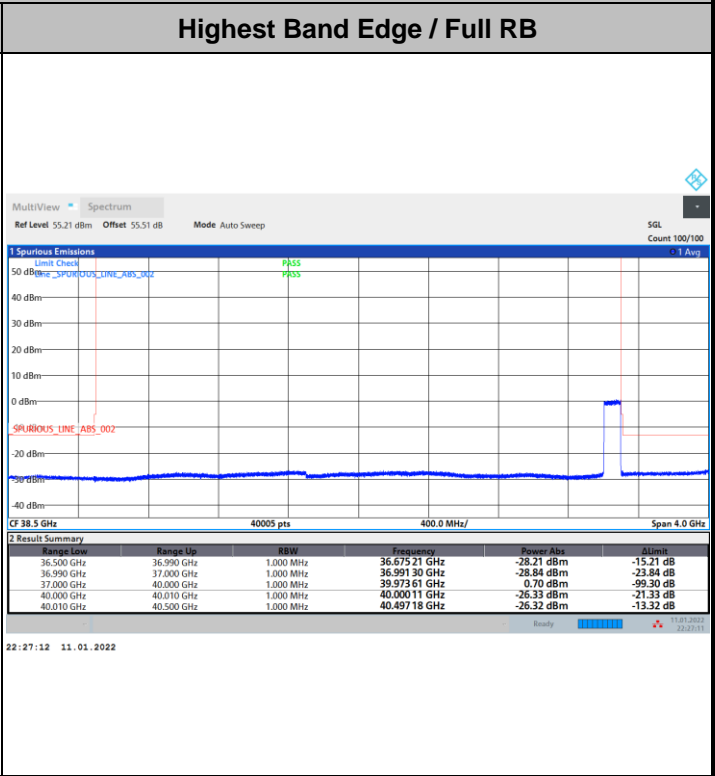 Highest Band Edge / Full RB
MultiView Spectrum
Ref Level 55.21 dBm Offset 55.51 dB Mode Auto Sweep SGL
Count 100/100
1 Spurious Emissions 1 Avg
Limit Check PASS
50 dBm Line _SPURIOUS_LINE_ABS_002 PASS
40 dBm
30 dBm
20 dBm
10 dBm
0 dBm
_SPURIOUS_LINE_ABS_002
-20 dBm
-30 dBm
-40 dBm
CF 38.5 GHz 40005 pts 400.0 MHz/ Span 4.0 GHz
2 Result Summary
Range Low Range Up RBW Frequency Power Abs ΔLimit
36.500 GHz 36.990 GHz 1.000 MHz 36.675 21 GHz -28.21 dBm -15.21 dB
36.990 GHz 37.000 GHz 1.000 MHz 36.991 30 GHz -28.84 dBm -23.84 dB
37.000 GHz 40.000 GHz 1.000 MHz 39.973 61 GHz 0.70 dBm -99.30 dB
40.000 GHz 40.010 GHz 1.000 MHz 40.000 11 GHz -26.33 dBm -21.33 dB
40.010 GHz 40.500 GHz 1.000 MHz 40.497 18 GHz -26.32 dBm -13.32 dB
Ready 11.01.2022
22:27:11
22:27:12 11.01.2022